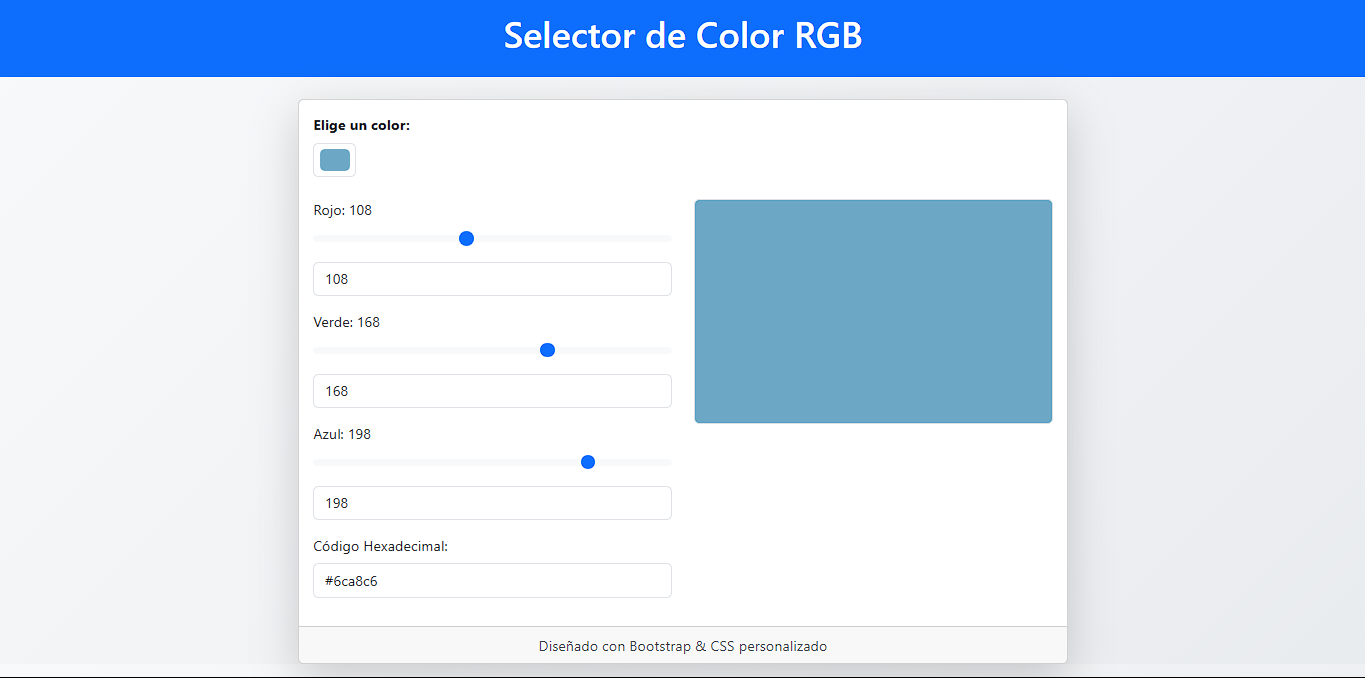 Selector de Color RGB
Elige un color:
Rojo: 108
108
Verde: 168
168
Azul: 198
198
Código Hexadecimal:
#6ca8c6
Diseñado con Bootstrap & CSS personalizado